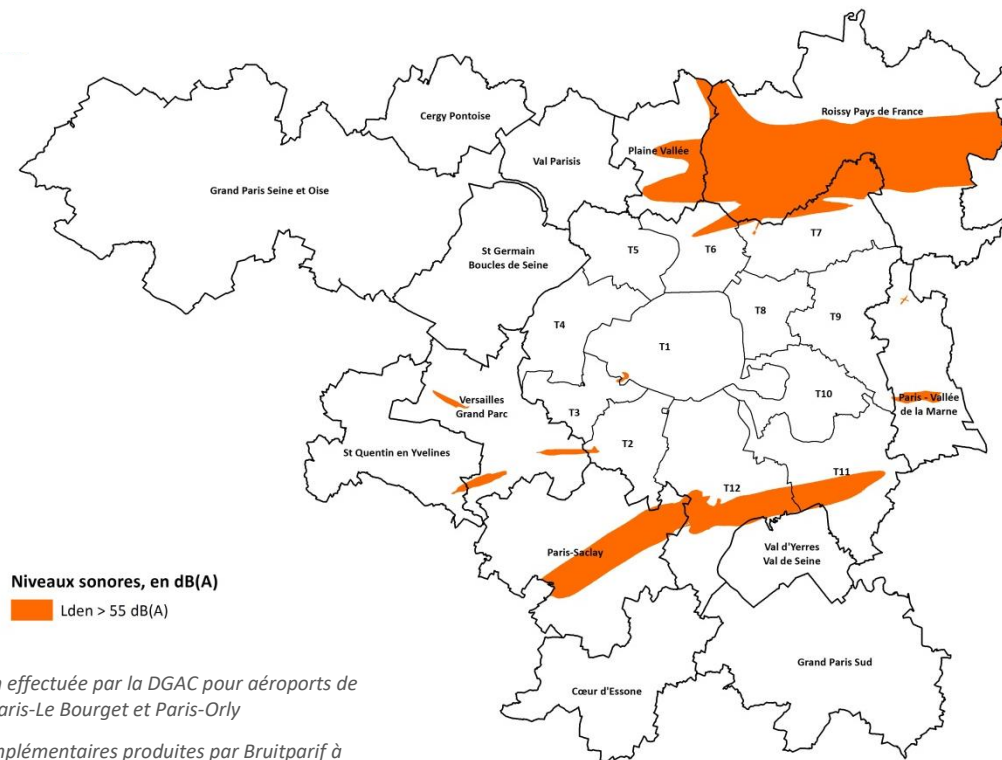 Cergy Pontoise
Roissy Pays de France
Val Parisis
Plaine Vallée
Grand Paris Seine et Oise
St Germain
Boucles de Seine
T5
T6
T7
T4
T8
T9
T1
Versailles
Grand Parc
T3
T10
Paris - Vallée
de la Marne
St Quentin en Yvelines
T2
T11
T12
Paris-Saclay
Val d'Yerres
Val de Seine
Niveaux sonores, en dB(A)
Lden > 55 dB(A)
Grand Paris Sud
Cœur d'Essone
effectuée par la DGAC pour aéroports de
Paris-Le Bourget et Paris-Orly
produites par Bruitparif à